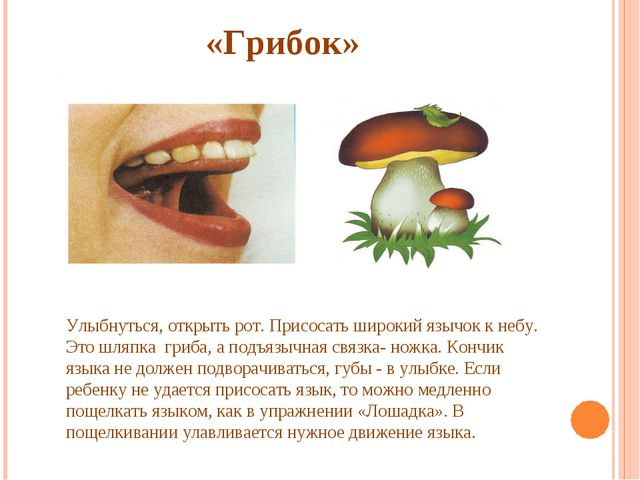 «Грибок»
Улыбнуться, открыть рот. Присосать широкий язычок к небу.
Это шляпка гриба, а подъязычная связка- ножка. Кончик
языка не должен подворачиваться, губы - в улыбке. Если
ребенку не удается присосать язык, то можно медленно
пощелкать языком, как в упражнении «Лошадка». В
пощелкивании улавливается нужное движение языка.